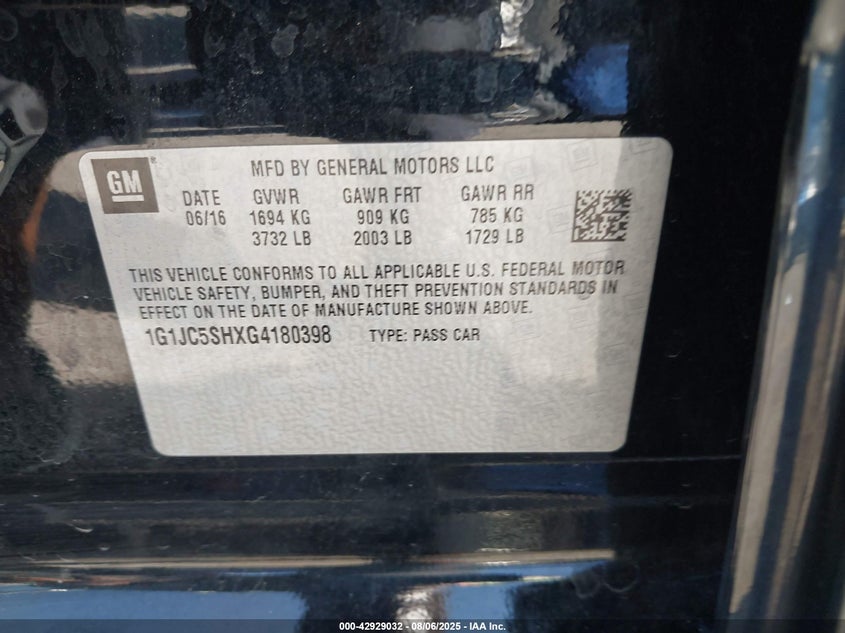 GM
®
MFD BY GENERAL MOTORS LLC
DATE GVWR GAWR FRT GAWR RR
06/16 1694 KG 909 KG 785 KG
3732 LB 2003 LB 1729 LB
THIS VEHICLE CONFORMS TO ALL APPLICABLE U.S. FEDERAL MOTOR
VEHICLE SAFETY, BUMPER, AND THEFT PREVENTION STANDARDS IN
EFFECT ON THE DATE OF MANUFACTURE SHOWN ABOVE.
1G1JC5SHXG4180398 TYPE: PASS CAR
000-42929032 - 08/06/2025 - IAA Inc.